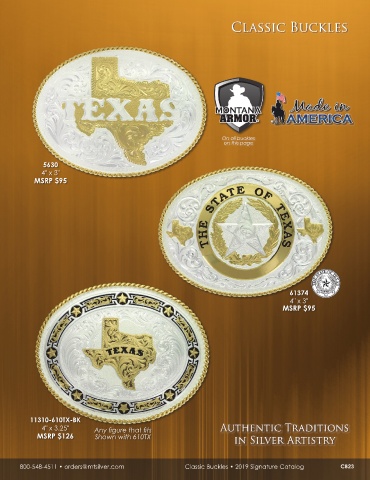 Classic Buckles
TEXAS
MONTANA
ARMOR
On all buckles
on this page.
Made in
AMERICA
5630
4" x 3"
MSRP $95
THE STATE OF TEXAS
61374
4" x 3"
MSRP $95
TEXAS
11310-610TX-BK
4" x 3.25"
MSRP $126
Any figure that fits
Shown with 610TX
Authentic Traditions
in Silver Artistry
800-548-4511 • orders@mtsilver.com
Classic Buckles • 2019 Signature Catalog
CB23